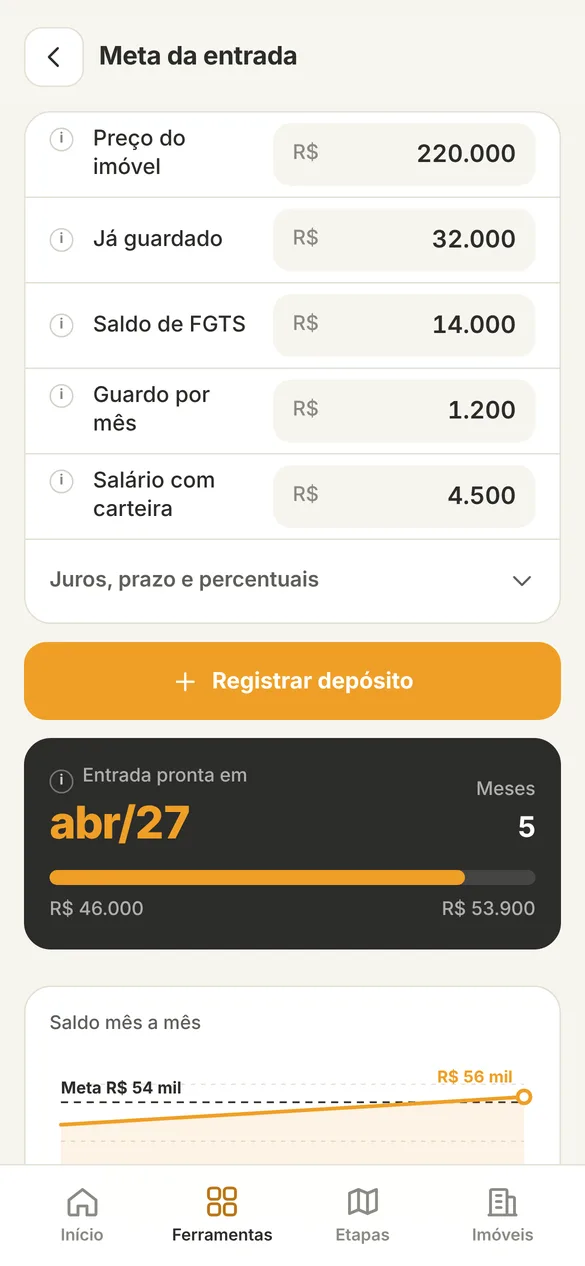 Meta da entrada
Preço do
imóvel
R$ 220.000
Já guardado
R$ 32.000
Saldo de FGTS
R$ 14.000
Guardo por
mês
R$ 1.200
Salário com
carteira
R$ 4.500
Juros, prazo e percentuais
+ Registrar depósito
Entrada pronta em
abr/27
Meses
5
R$ 46.000
R$ 53.900
Saldo mês a mês
R$ 56 mil
Meta R$ 54 mil
Início
Ferramentas
Etapas
Imóveis